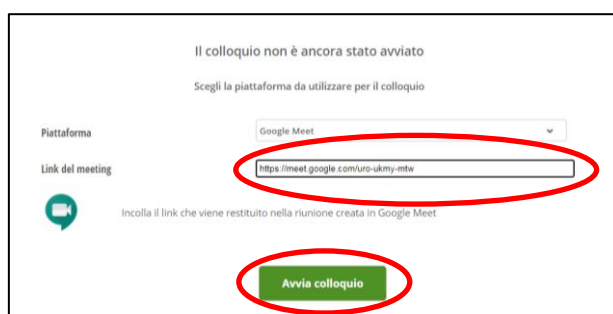 Il colloquio non è ancora stato avviato
Scegli la piattaforma da utilizzare per il colloquio
Piattaforma Google Meet
Link del meeting https://meet.google.com/uro-ukmy-mtw
Incolla il link che viene restituito nella riunione creata in Google Meet
Avvia colloquio